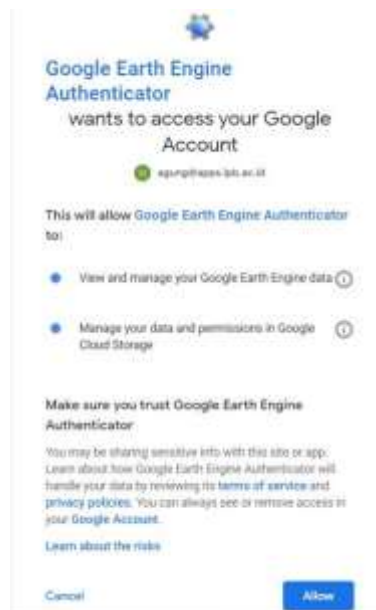 Google Earth Engine
Authenticator
wants to access your Google
Account
This will allow Google Earth Engine Authenticator
to:
View and manage your Google Earth Engine data
Manage your data and permissions in Google
Cloud Storage
Make sure you trust Google Earth Engine
Authenticator
You may be sharing sensitive info with this site or app.
Learn about how Google Earth Engine Authenticator will
handle your data by reviewing its terms of service and
privacy policies. You can always see or remove access in
your Google Account.
Learn about the risks
Cancel
Allow